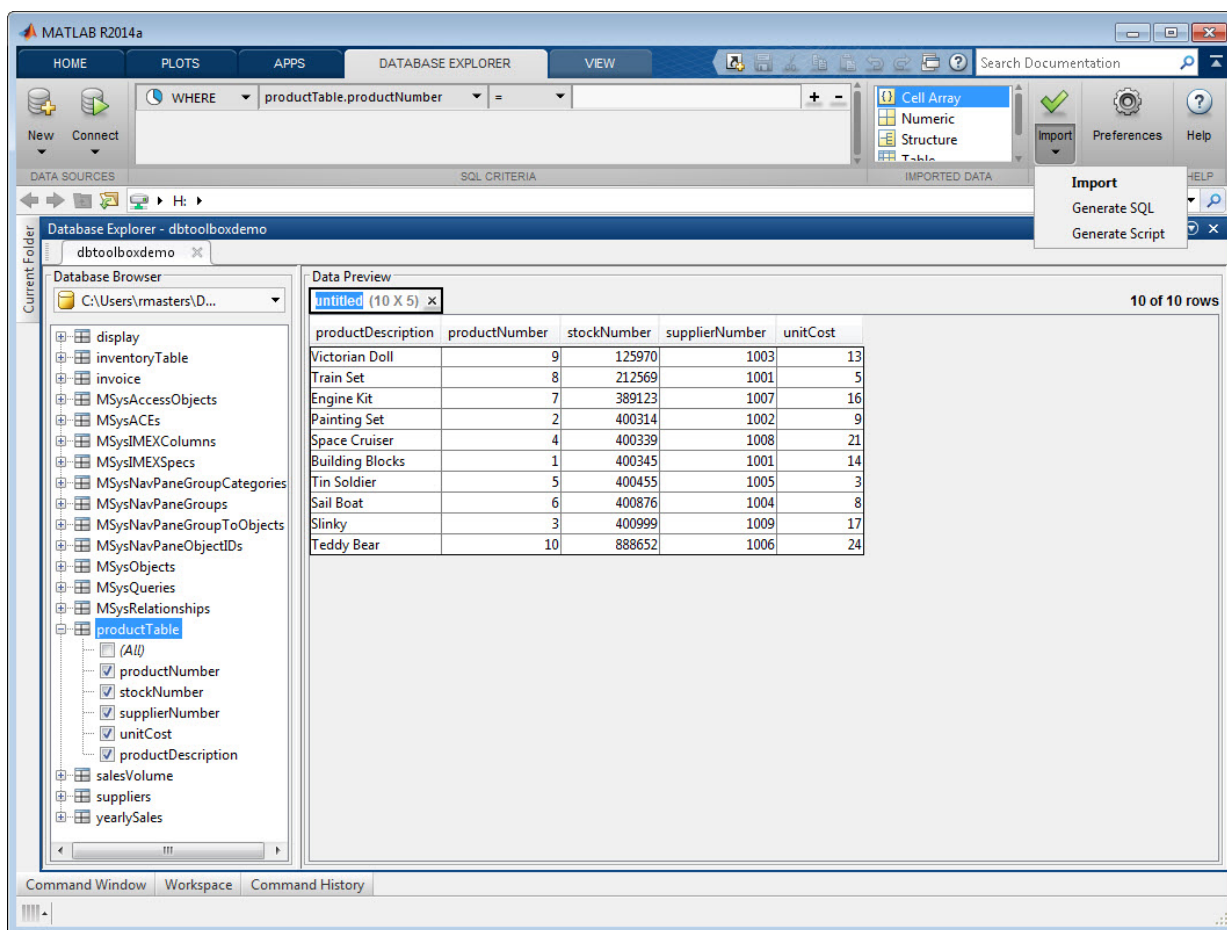 MATLAB R2014a
HOME PLOTS APPS DATABASE EXPLORER VIEW Search Documentation
WHERE productTable.productNumber = + -
New Connect
Cell Array
Numeric
Structure
Table
Import Preferences Help
DATA SOURCES SQL CRITERIA IMPORTED DATA HELP
Import
Generate SQL
Generate Script
H:
Current Folder
Database Explorer - dbtoolboxdemo
dbtoolboxdemo
Database Browser
C:\Users\rmasters\D...
display
inventoryTable
invoice
MSysAccessObjects
MSysACEs
MSysIMEXColumns
MSysIMEXSpecs
MSysNavPaneGroupCategories
MSysNavPaneGroups
MSysNavPaneGroupToObjects
MSysNavPaneObjectIDs
MSysObjects
MSysQueries
MSysRelationships
productTable
(All)
productNumber
stockNumber
supplierNumber
unitCost
productDescription
salesVolume
suppliers
yearlySales
Data Preview
untitled (10 X 5) 10 of 10 rows
productDescription productNumber stockNumber supplierNumber unitCost
Victorian Doll 9 125970 1003 13
Train Set 8 212569 1001 5
Engine Kit 7 389123 1007 16
Painting Set 2 400314 1002 9
Space Cruiser 4 400339 1008 21
Building Blocks 1 400345 1001 14
Tin Soldier 5 400455 1005 3
Sail Boat 6 400876 1004 8
Slinky 3 400999 1009 17
Teddy Bear 10 888652 1006 24
Command Window Workspace Command History